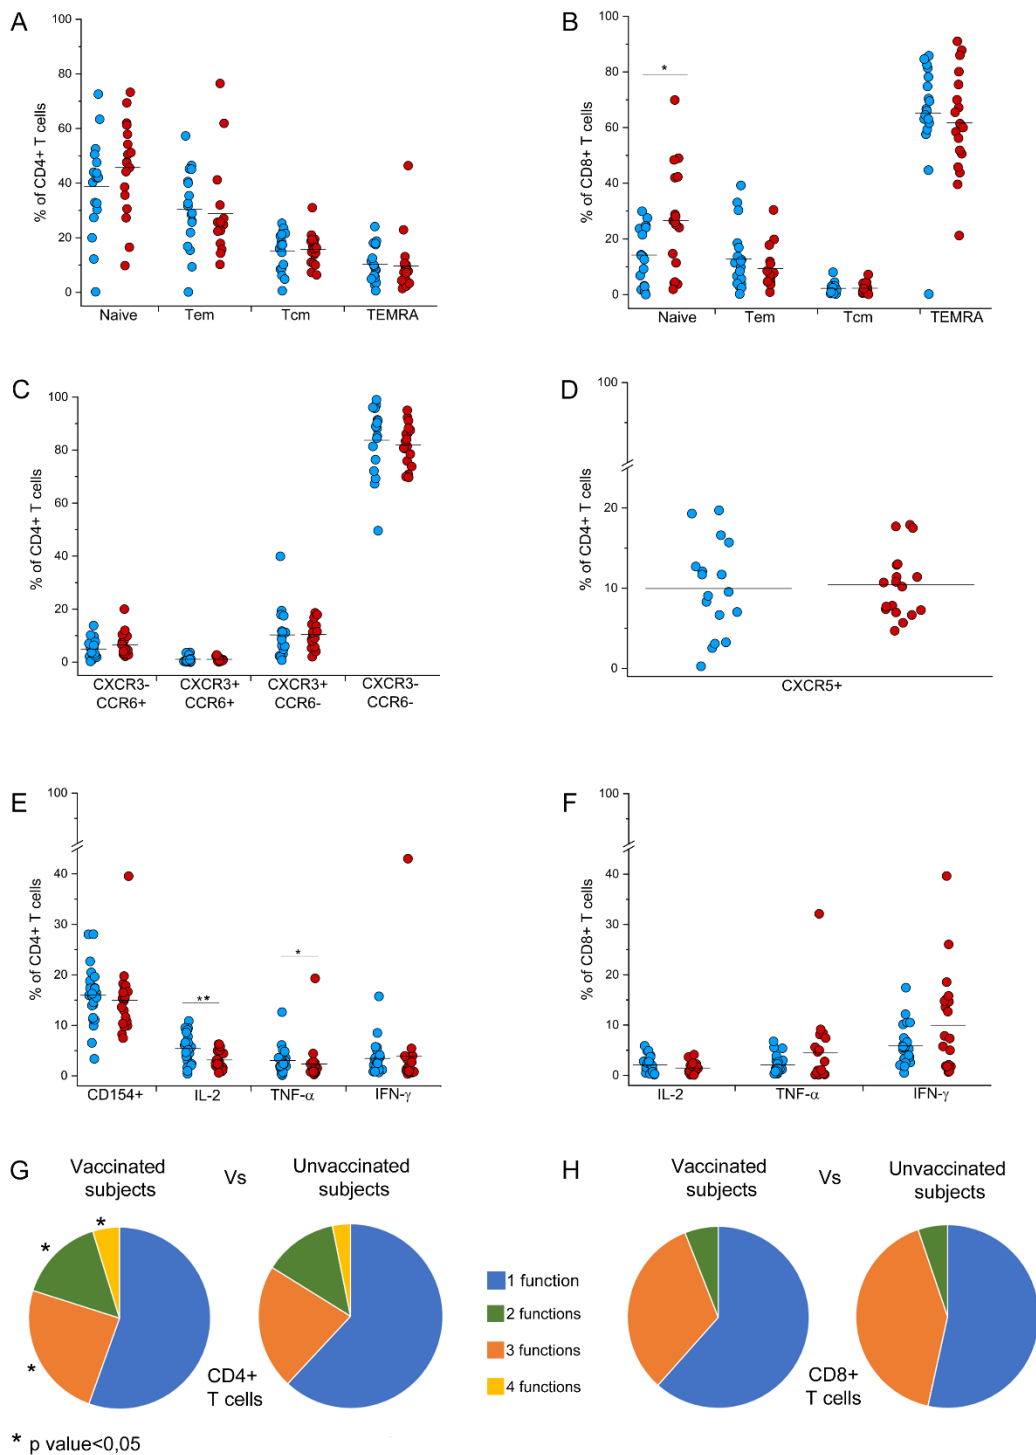 A
% of CD4+ T cells
100
80
60
40
20
0
Naive Tem Tcm TEMRA
B
% of CD8+ T cells
100
80
60
40
20
0
*
Naive Tem Tcm TEMRA
C
% of CD4+ T cells
100
80
60
40
20
0
CXCR3- CXCR3+ CXCR3+ CXCR3-
CCR6+ CCR6+ CCR6- CCR6-
D
% of CD4+ T cells
100
20
10
0
CXCR5+
E
% of CD4+ T cells
100
40
30
20
10
0
**
*
CD154+ IL-2 TNF-α IFN-γ
F
% of CD8+ T cells
100
40
30
20
10
0
IL-2 TNF-α IFN-γ
G
Vaccinated
subjects
Vs
Unvaccinated
subjects
*
*
*
CD4+
T cells
1 function
2 functions
3 functions
4 functions
H
Vaccinated
subjects
Vs
Unvaccinated
subjects
CD8+
T cells
* p value<0,05